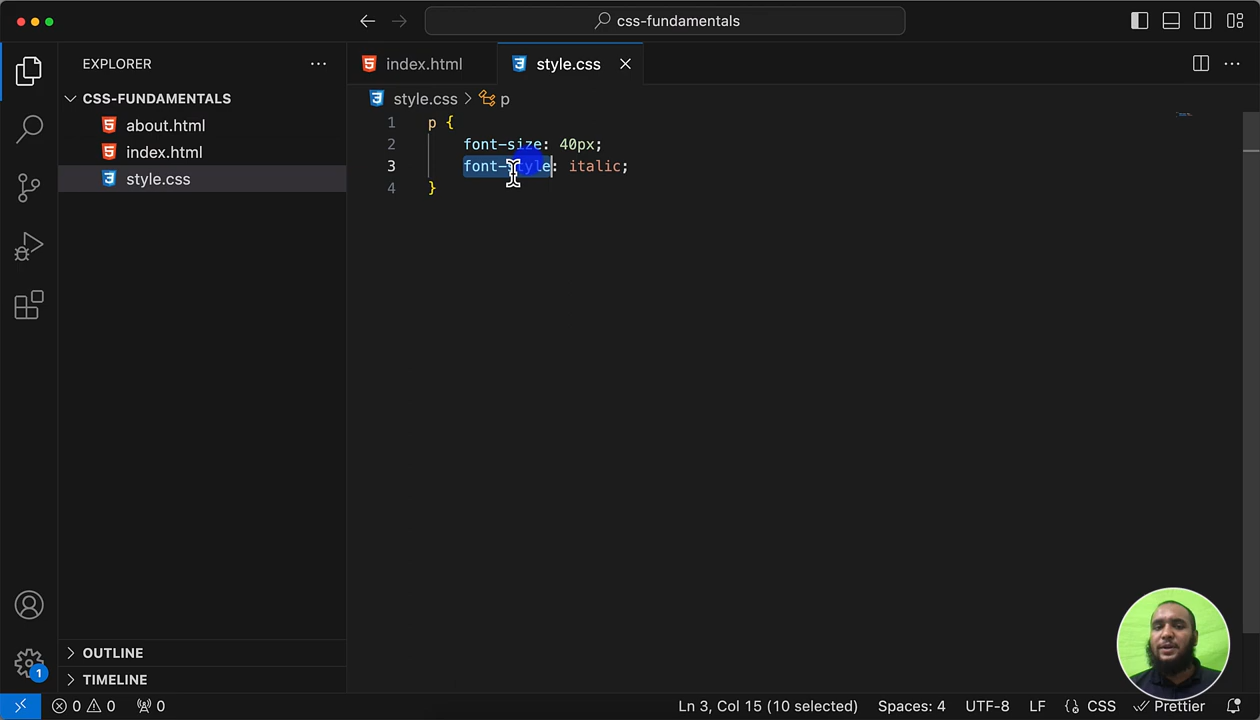 css-fundamentals
EXPLORER
index.html
style.css
CSS-FUNDAMENTALS
about.html
index.html
style.css
style.css > p
1 p {
2 font-size: 40px;
3 font-style: italic;
4 }
OUTLINE
TIMELINE
1
0 0 0
Ln 3, Col 15 (10 selected)
Spaces: 4
UTF-8
LF
{} CSS
Prettier